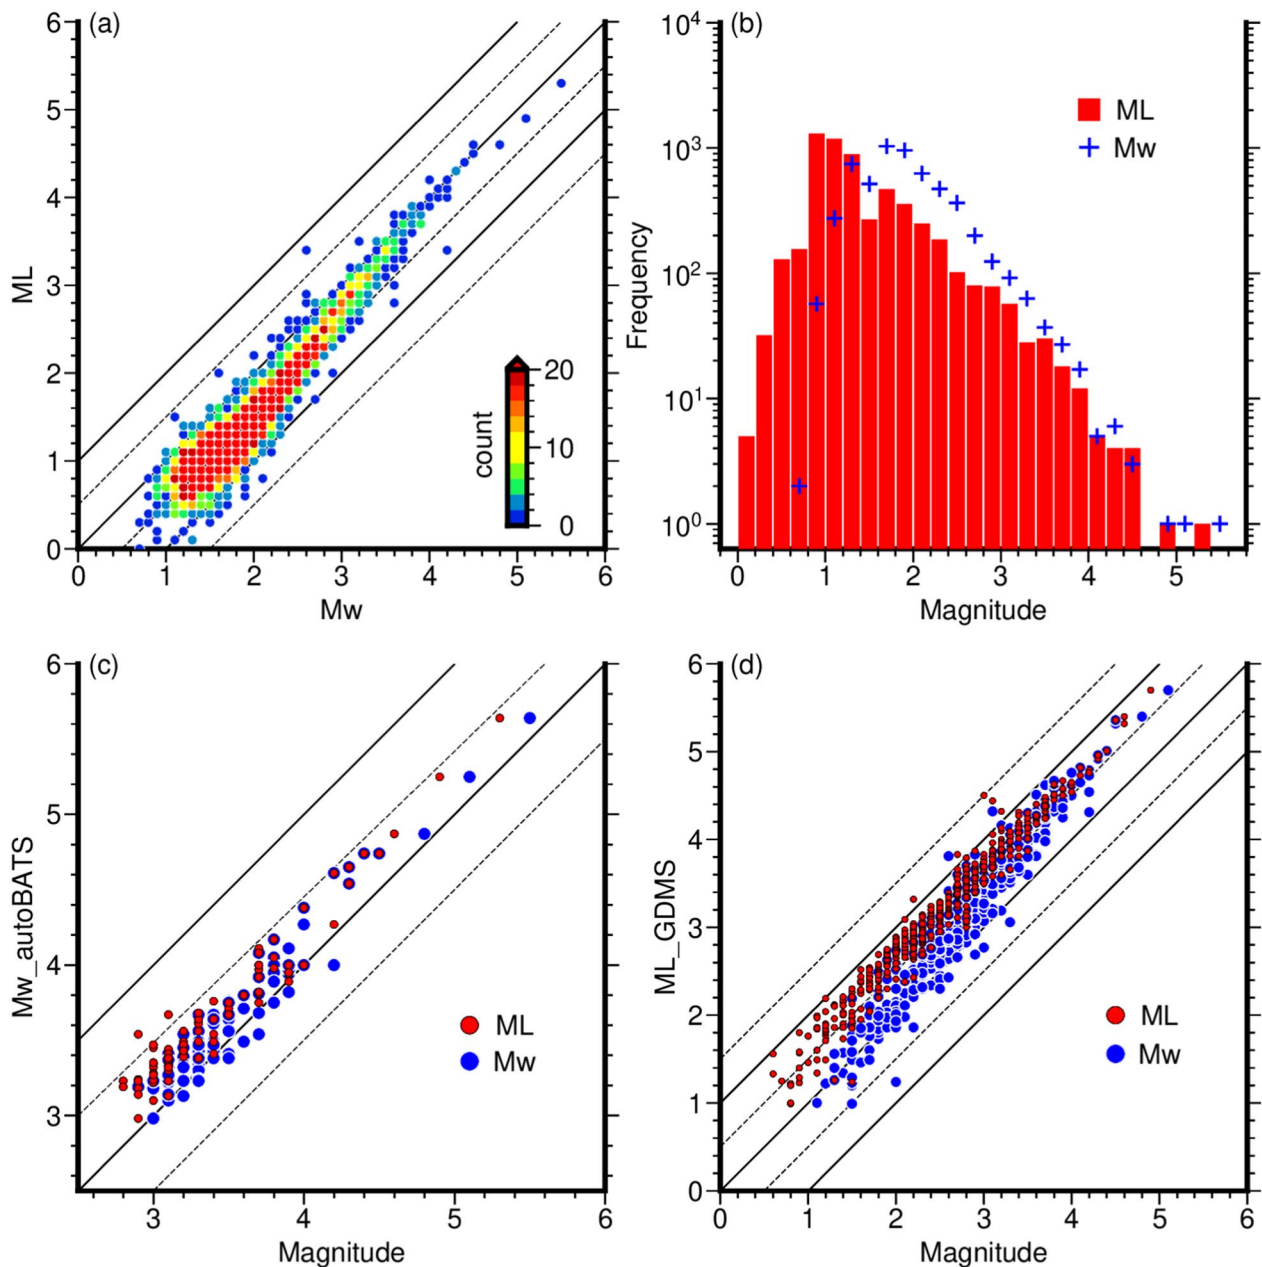 (a)
6
5
4
3
2
1
0
ML
0 1 2 3 4 5 6
Mw
count
20
10
0
(b)
10⁴
10³
10²
10¹
10⁰
Frequency
ML
Mw
0 1 2 3 4 5
Magnitude
(c)
6
5
4
3
Mw_autoBATS
ML
Mw
3 4 5 6
Magnitude
(d)
6
5
4
3
2
1
0
ML_GDMS
ML
Mw
0 1 2 3 4 5 6
Magnitude